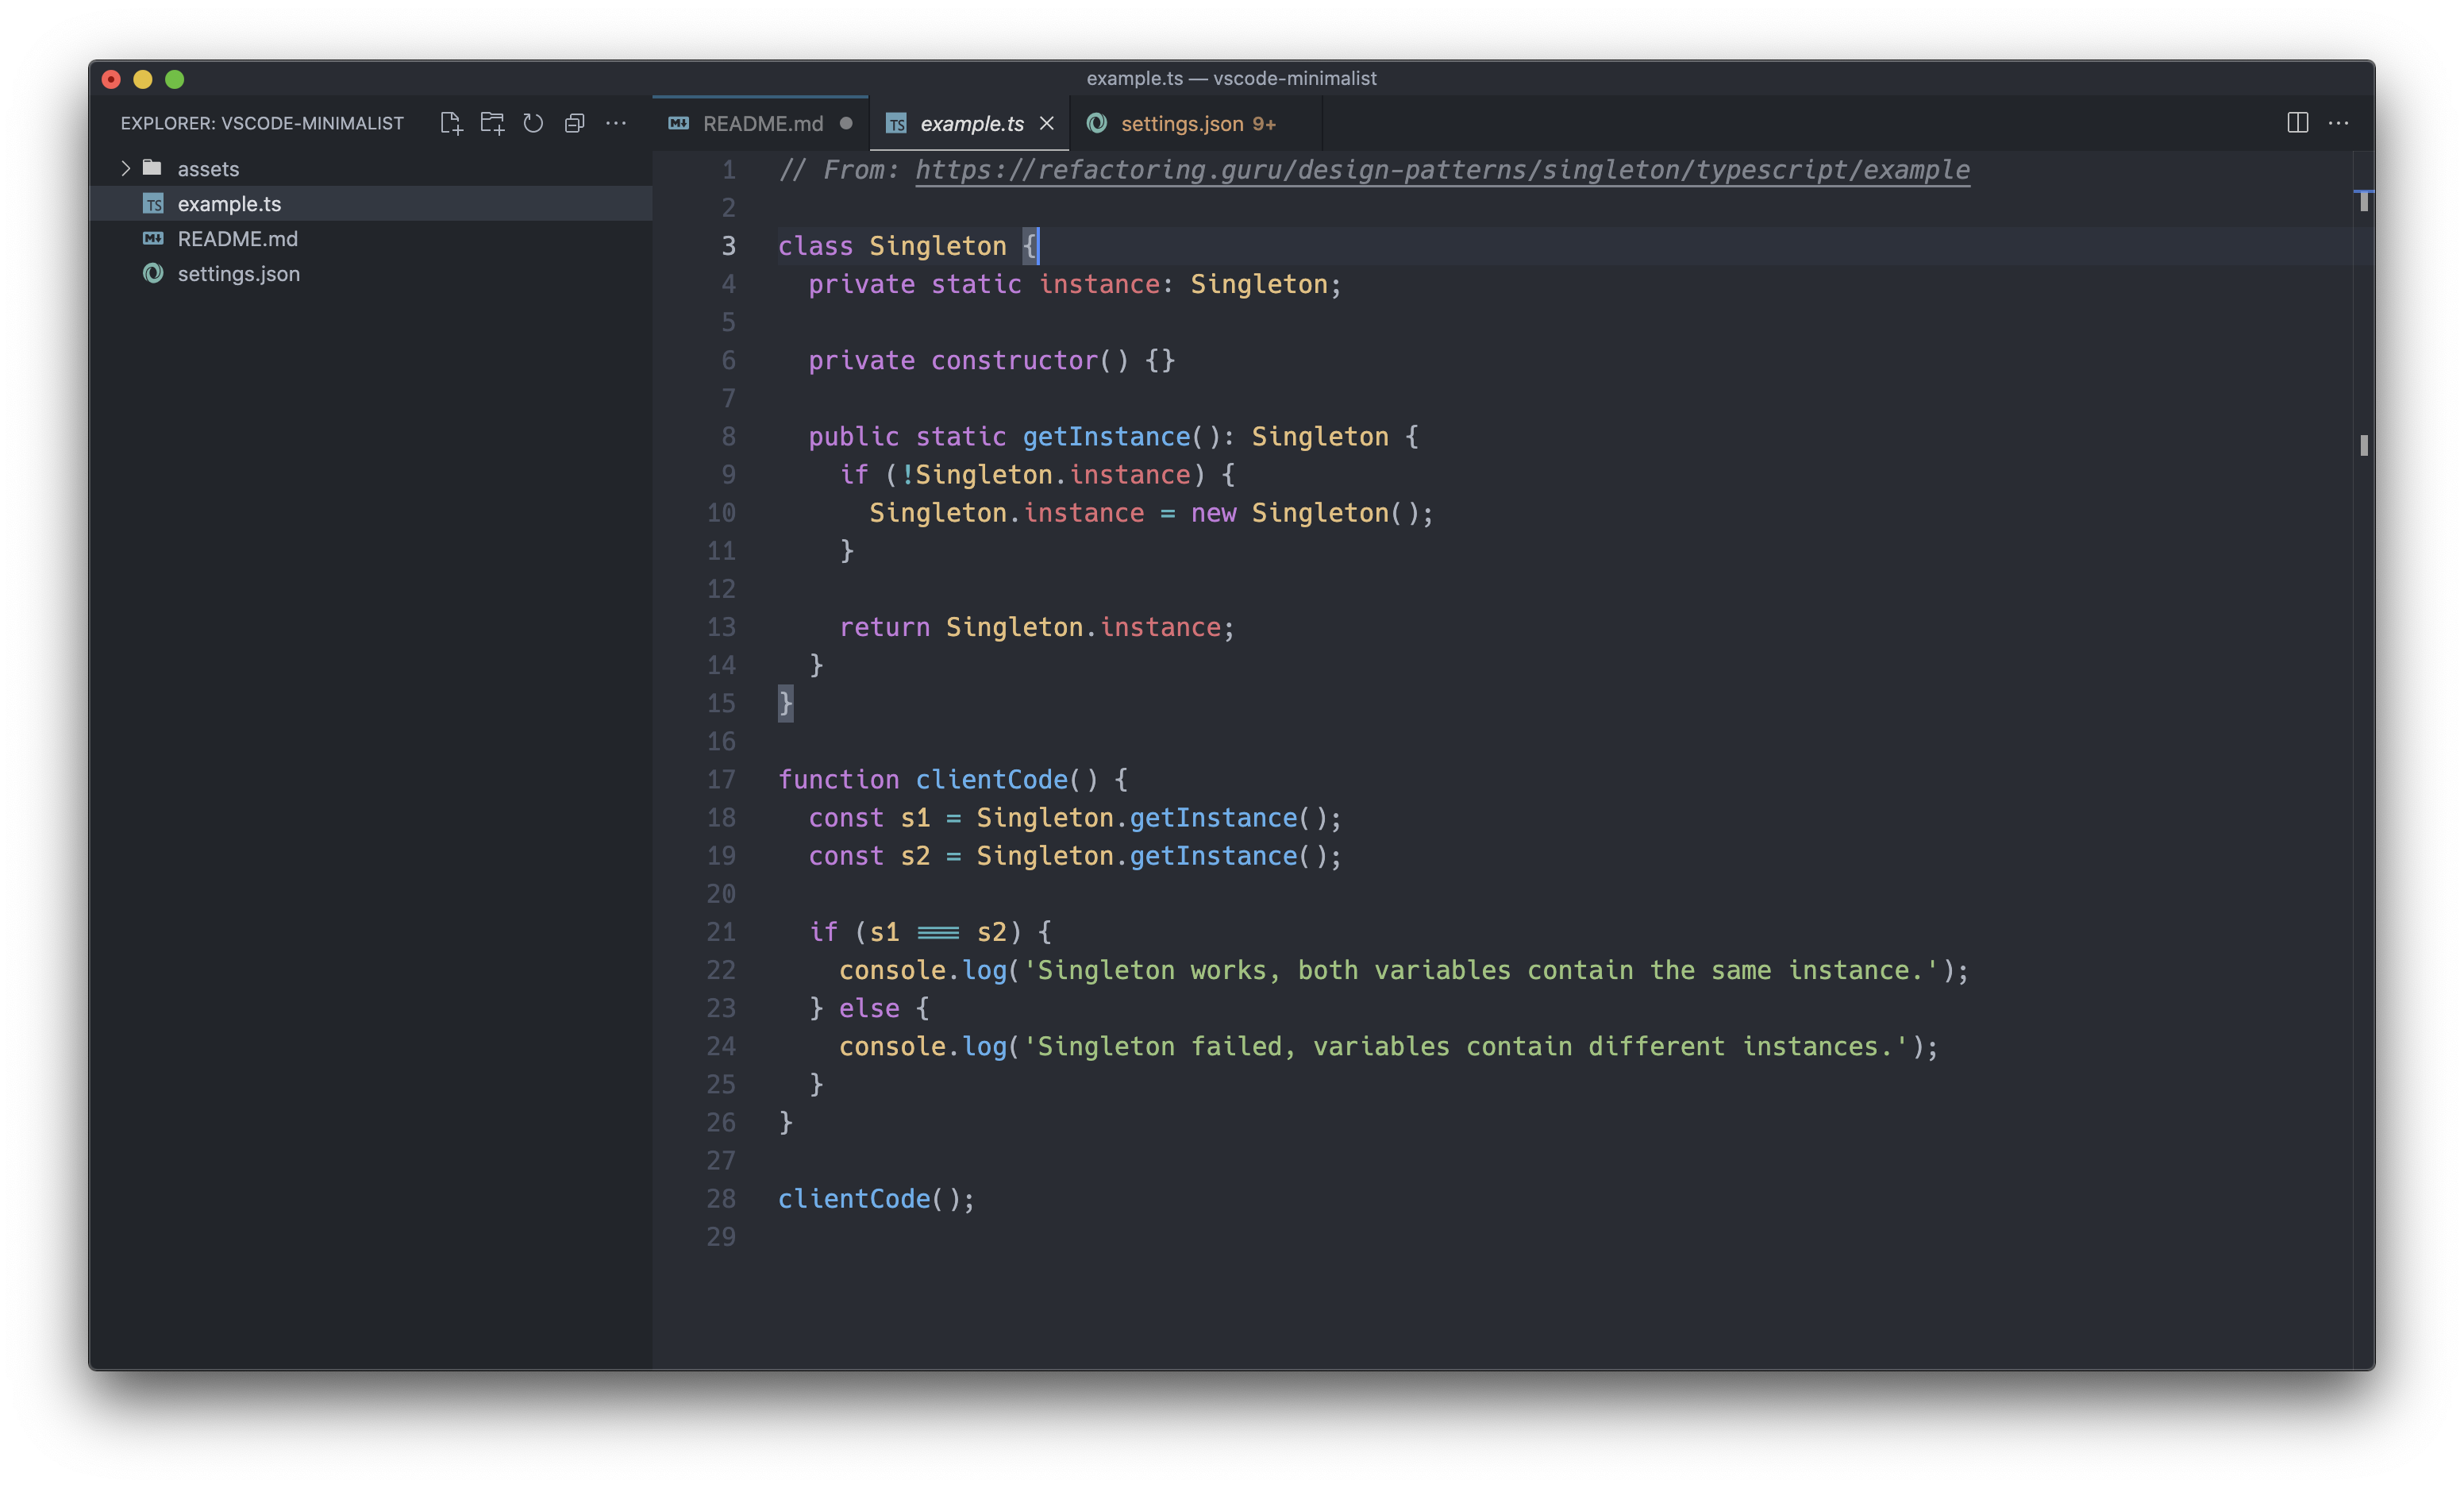 example.ts — vscode-minimalist
EXPLORER: VSCODE-MINIMALIST
README.md
example.ts
settings.json 9+
assets
example.ts
README.md
settings.json
1 // From: https://refactoring.guru/design-patterns/singleton/typescript/example
2
3 class Singleton {
4   private static instance: Singleton;
5
6   private constructor() {}
7
8   public static getInstance(): Singleton {
9     if (!Singleton.instance) {
10       Singleton.instance = new Singleton();
11     }
12
13     return Singleton.instance;
14   }
15 }
16
17 function clientCode() {
18   const s1 = Singleton.getInstance();
19   const s2 = Singleton.getInstance();
20
21   if (s1 === s2) {
22     console.log('Singleton works, both variables contain the same instance.');
23   } else {
24     console.log('Singleton failed, variables contain different instances.');
25   }
26 }
27
28 clientCode();
29